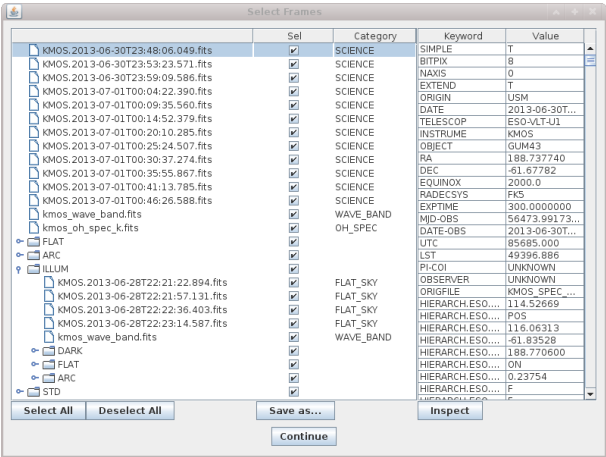 Select Frames
Sel Category Keyword Value
KMOS.2013-06-30T23:48:06.049.fits SCIENCE SIMPLE T
KMOS.2013-06-30T23:53:23.571.fits SCIENCE BITPIX 8
KMOS.2013-06-30T23:59:09.586.fits SCIENCE NAXIS 0
KMOS.2013-07-01T00:04:22.390.fits SCIENCE EXTEND T
KMOS.2013-07-01T00:09:35.560.fits SCIENCE ORIGIN USM
KMOS.2013-07-01T00:14:52.379.fits SCIENCE DATE 2013-06-30T...
KMOS.2013-07-01T00:20:10.285.fits SCIENCE TELESCOP ESO-VLT-U1
KMOS.2013-07-01T00:25:24.507.fits SCIENCE INSTRUME KMOS
KMOS.2013-07-01T00:30:37.274.fits SCIENCE OBJECT GUM43
KMOS.2013-07-01T00:35:55.867.fits SCIENCE RA 188.737740
KMOS.2013-07-01T00:41:13.785.fits SCIENCE DEC -61.67782
KMOS.2013-07-01T00:46:26.588.fits SCIENCE EQUINOX 2000.0
kmos_wave_band.fits WAVE_BAND RADECSYS FK5
kmos_oh_spec_k.fits OH_SPEC EXPTIME 300.0000000
FLAT MJD-OBS 56473.99173...
ARC DATE-OBS 2013-06-30T...
ILLUM UTC 85685.000
KMOS.2013-06-28T22:21:22.894.fits FLAT_SKY LST 49396.886
KMOS.2013-06-28T22:21:57.131.fits FLAT_SKY PI-COI UNKNOWN
KMOS.2013-06-28T22:22:36.403.fits FLAT_SKY OBSERVER UNKNOWN
KMOS.2013-06-28T22:23:14.587.fits FLAT_SKY ORIGFILE KMOS_SPEC_...
kmos_wave_band.fits WAVE_BAND HIERARCH.ESO.... 114.52669
DARK HIERARCH.ESO.... POS
FLAT HIERARCH.ESO.... 116.06313
ARC HIERARCH.ESO.... -61.83528
STD HIERARCH.ESO.... 188.770600
HIERARCH.ESO.... ON
HIERARCH.ESO.... 0.23754
HIERARCH.ESO.... F
Select All Deselect All Save as... Inspect
Continue